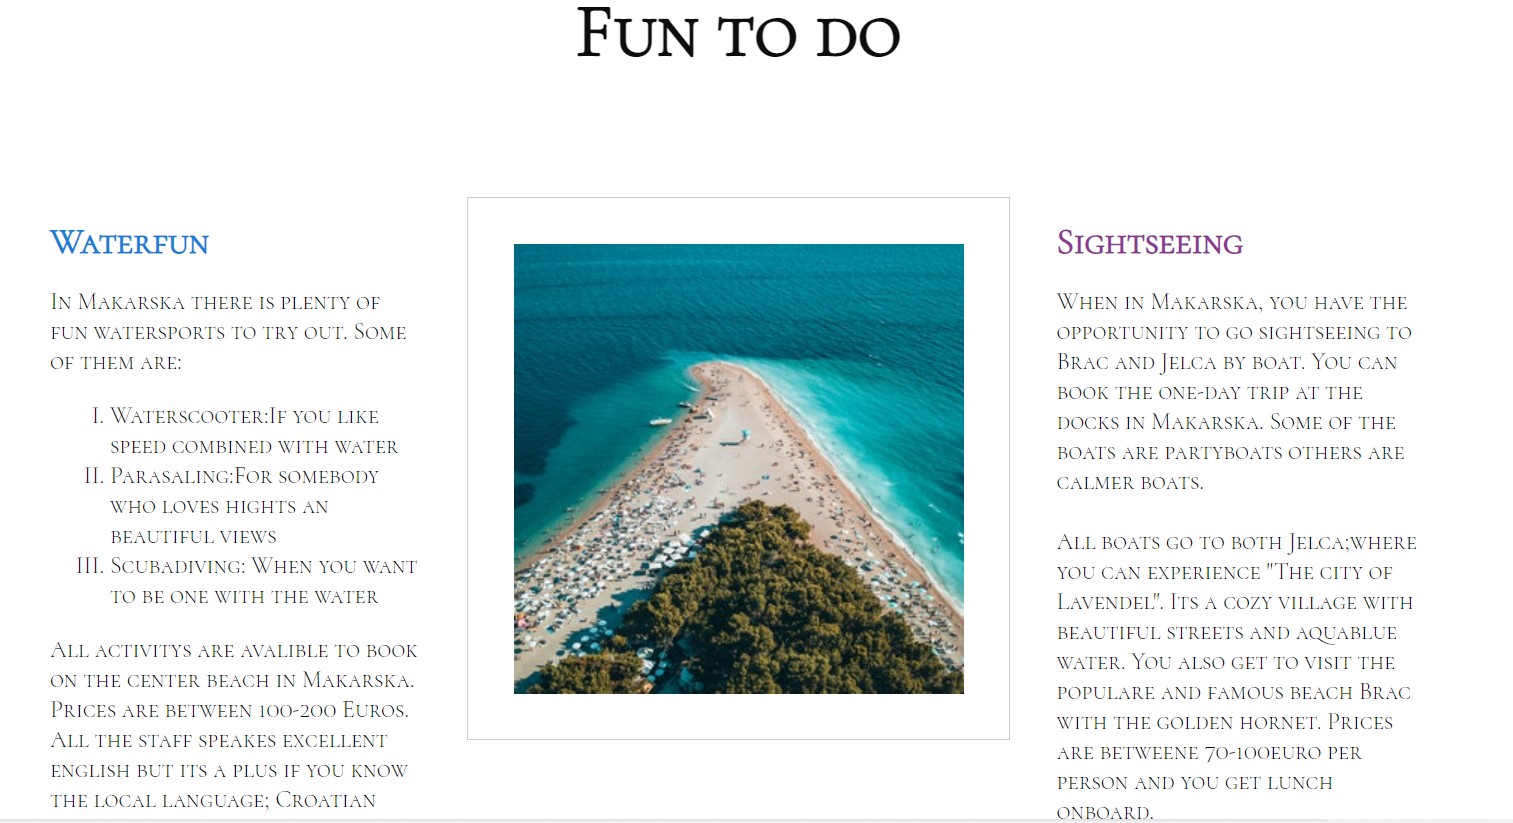 Fun to do
Waterfun
In Makarska there is plenty of
fun watersports to try out. Some
of them are:
I. Waterscooter:If you like
speed combined with water
II. Parasaling:For somebody
who loves hights an
beautiful views
III. Scubadiving: When you want
to be one with the water
All activitys are avalible to book
on the center beach in Makarska.
Prices are between 100-200 Euros.
All the staff speakes excellent
english but its a plus if you know
the local language; Croatian
Sightseeing
When in Makarska, you have the
opportunity to go sightseeing to
Brac and Jelca by boat. You can
book the one-day trip at the
docks in Makarska. Some of the
boats are partyboats others are
calmer boats.
All boats go to both Jelca;where
you can experience "The city of
Lavendel". Its a cozy village with
beautiful streets and aquablue
water. You also get to visit the
populare and famous beach Brac
with the golden hornet. Prices
are betweene 70-100euro per
person and you get lunch
onboard.